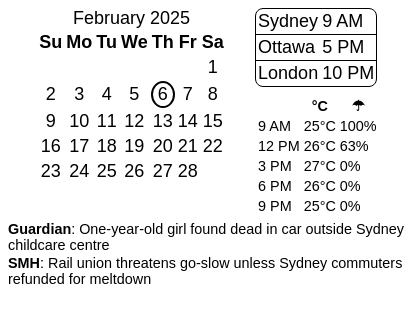 February 2025
Su Mo Tu We Th Fr Sa
1
2 3 4 5 6 7 8
9 10 11 12 13 14 15
16 17 18 19 20 21 22
23 24 25 26 27 28
Sydney 9 AM
Ottawa 5 PM
London 10 PM
°C ☂
9 AM 25°C 100%
12 PM 26°C 63%
3 PM 27°C 0%
6 PM 26°C 0%
9 PM 25°C 0%
Guardian: One-year-old girl found dead in car outside Sydney
childcare centre
SMH: Rail union threatens go-slow unless Sydney commuters
refunded for meltdown